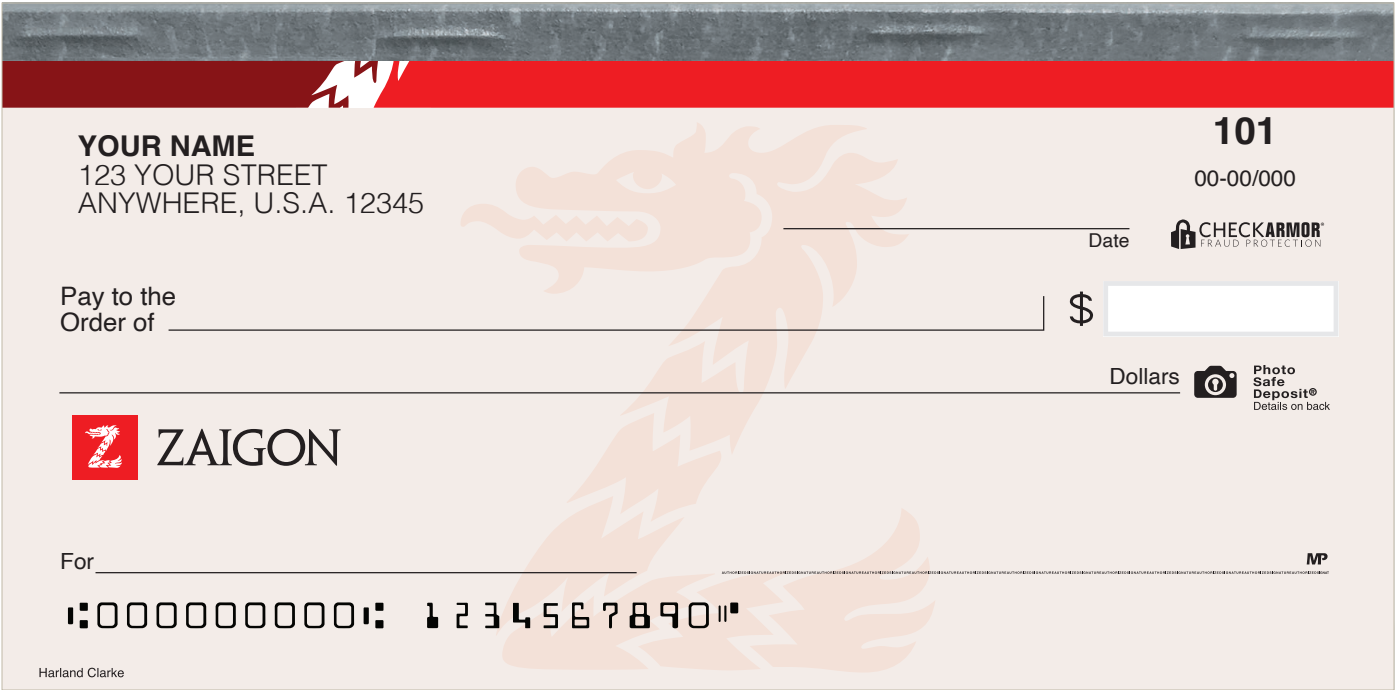 YOUR NAME
123 YOUR STREET
ANYWHERE, U.S.A. 12345
101
00-00/000
Date
CHECKARMOR®
FRAUD PROTECTION
Pay to the
Order of
$
Dollars
Photo
Safe
Deposit®
Details on back
Z ZAIGON
For
MP
⑆000000000⑆ 1234567890⑈
Harland Clarke